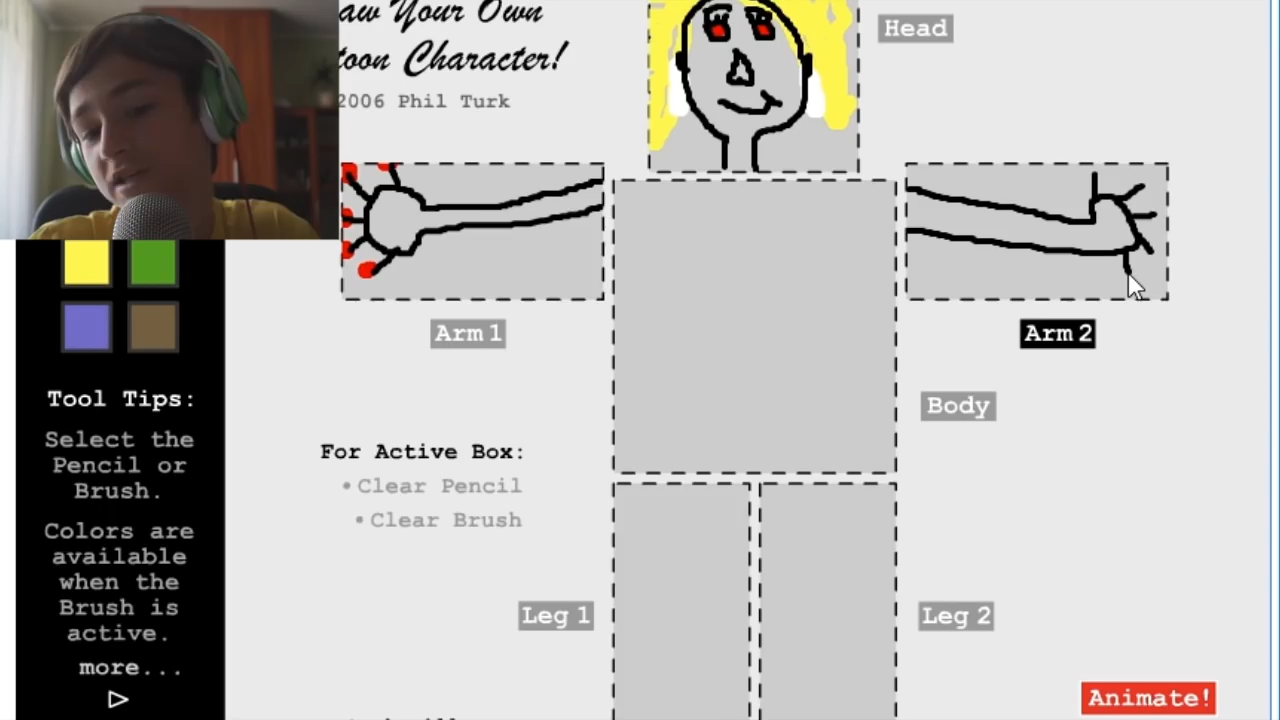 aw Your Own
toon Character!
2006 Phil Turk
Head
Arm 1
Arm 2
Body
For Active Box:
•Clear Pencil
•Clear Brush
Leg 1
Leg 2
Tool Tips:
Select the
Pencil or
Brush.
Colors are
available
when the
Brush is
active.
more...
Animate!